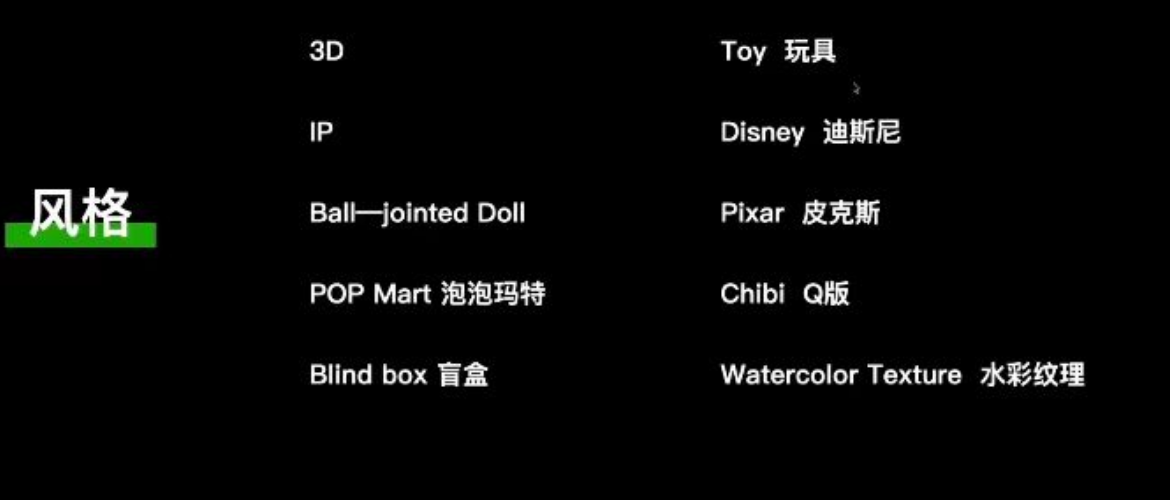 风格
3D
IP
Ball—jointed Doll
POP Mart 泡泡玛特
Blind box 盲盒
Toy 玩具
Disney 迪斯尼
Pixar 皮克斯
Chibi Q版
Watercolor Texture 水彩纹理